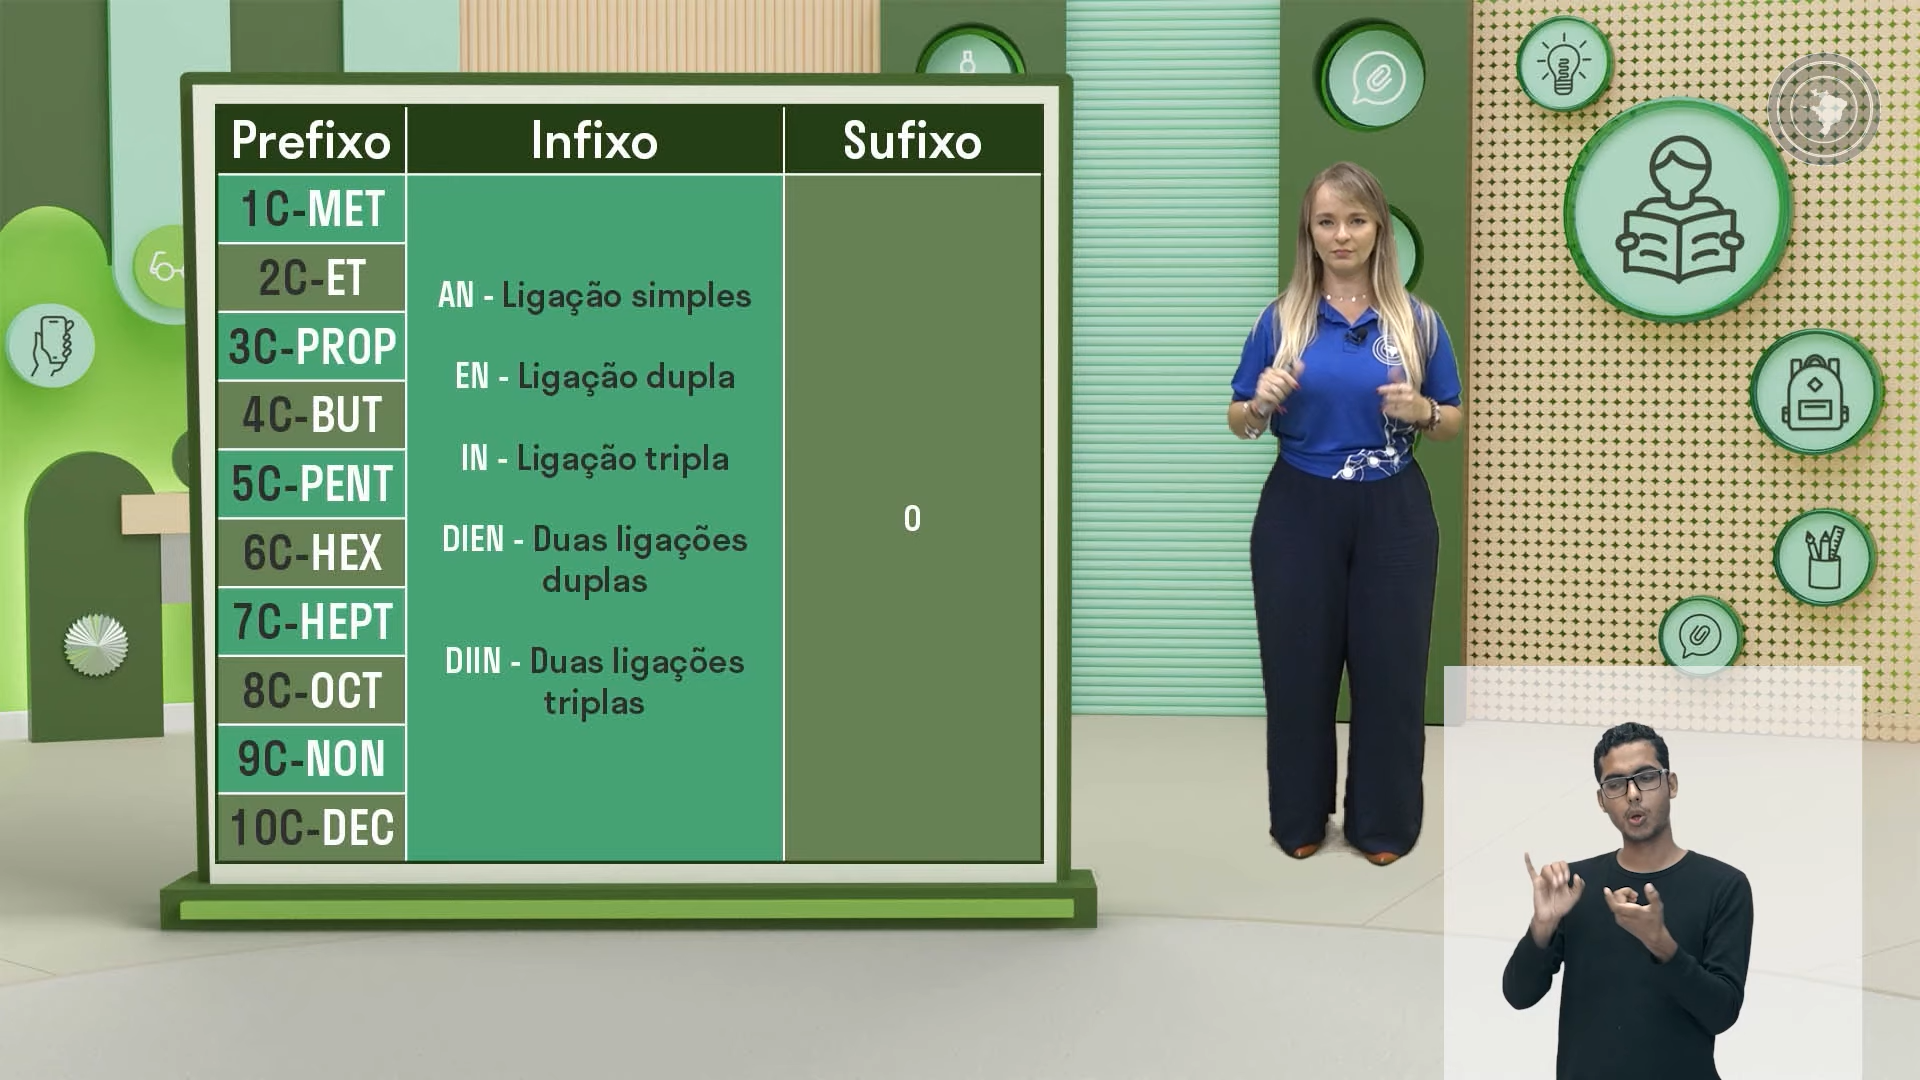 Prefixo
Infixo
Sufixo
1C-MET
2C-ET
3C-PROP
4C-BUT
5C-PENT
6C-HEX
7C-HEPT
8C-OCT
9C-NON
10C-DEC
AN - Ligação simples
EN - Ligação dupla
IN - Ligação tripla
DIEN - Duas ligações
duplas
DIIN - Duas ligações
triplas
O